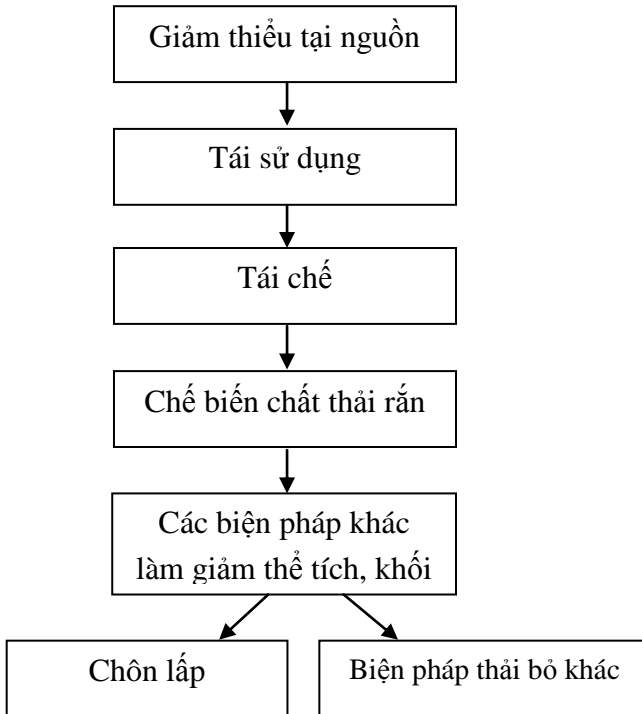 Giảm thiểu tại nguồn
Tái sử dụng
Tái chế
Chế biến chất thải rắn
Các biện pháp khác
làm giảm thể tích, khối
Chôn lấp
Biện pháp thải bỏ khác